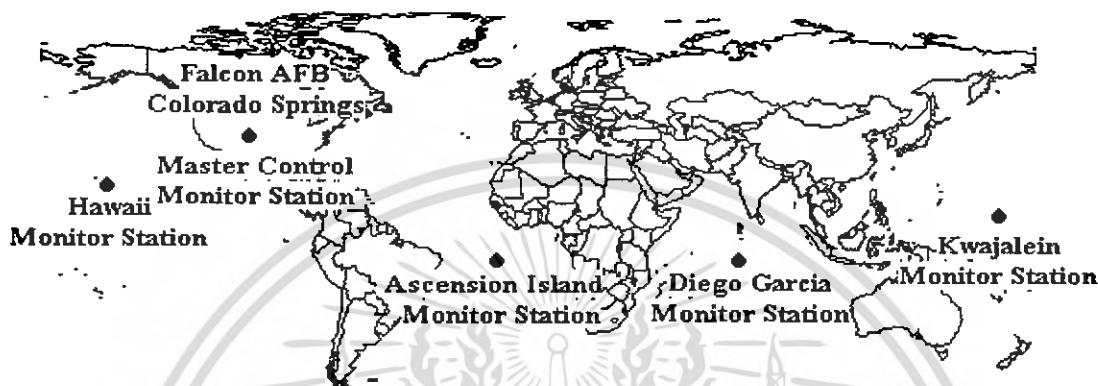 Falcon AFB
Colorado Springs
Master Control
Monitor Station
Hawaii
Monitor Station
Ascension Island
Monitor Station
Diego Garcia
Monitor Station
Kwajalein
Monitor Station